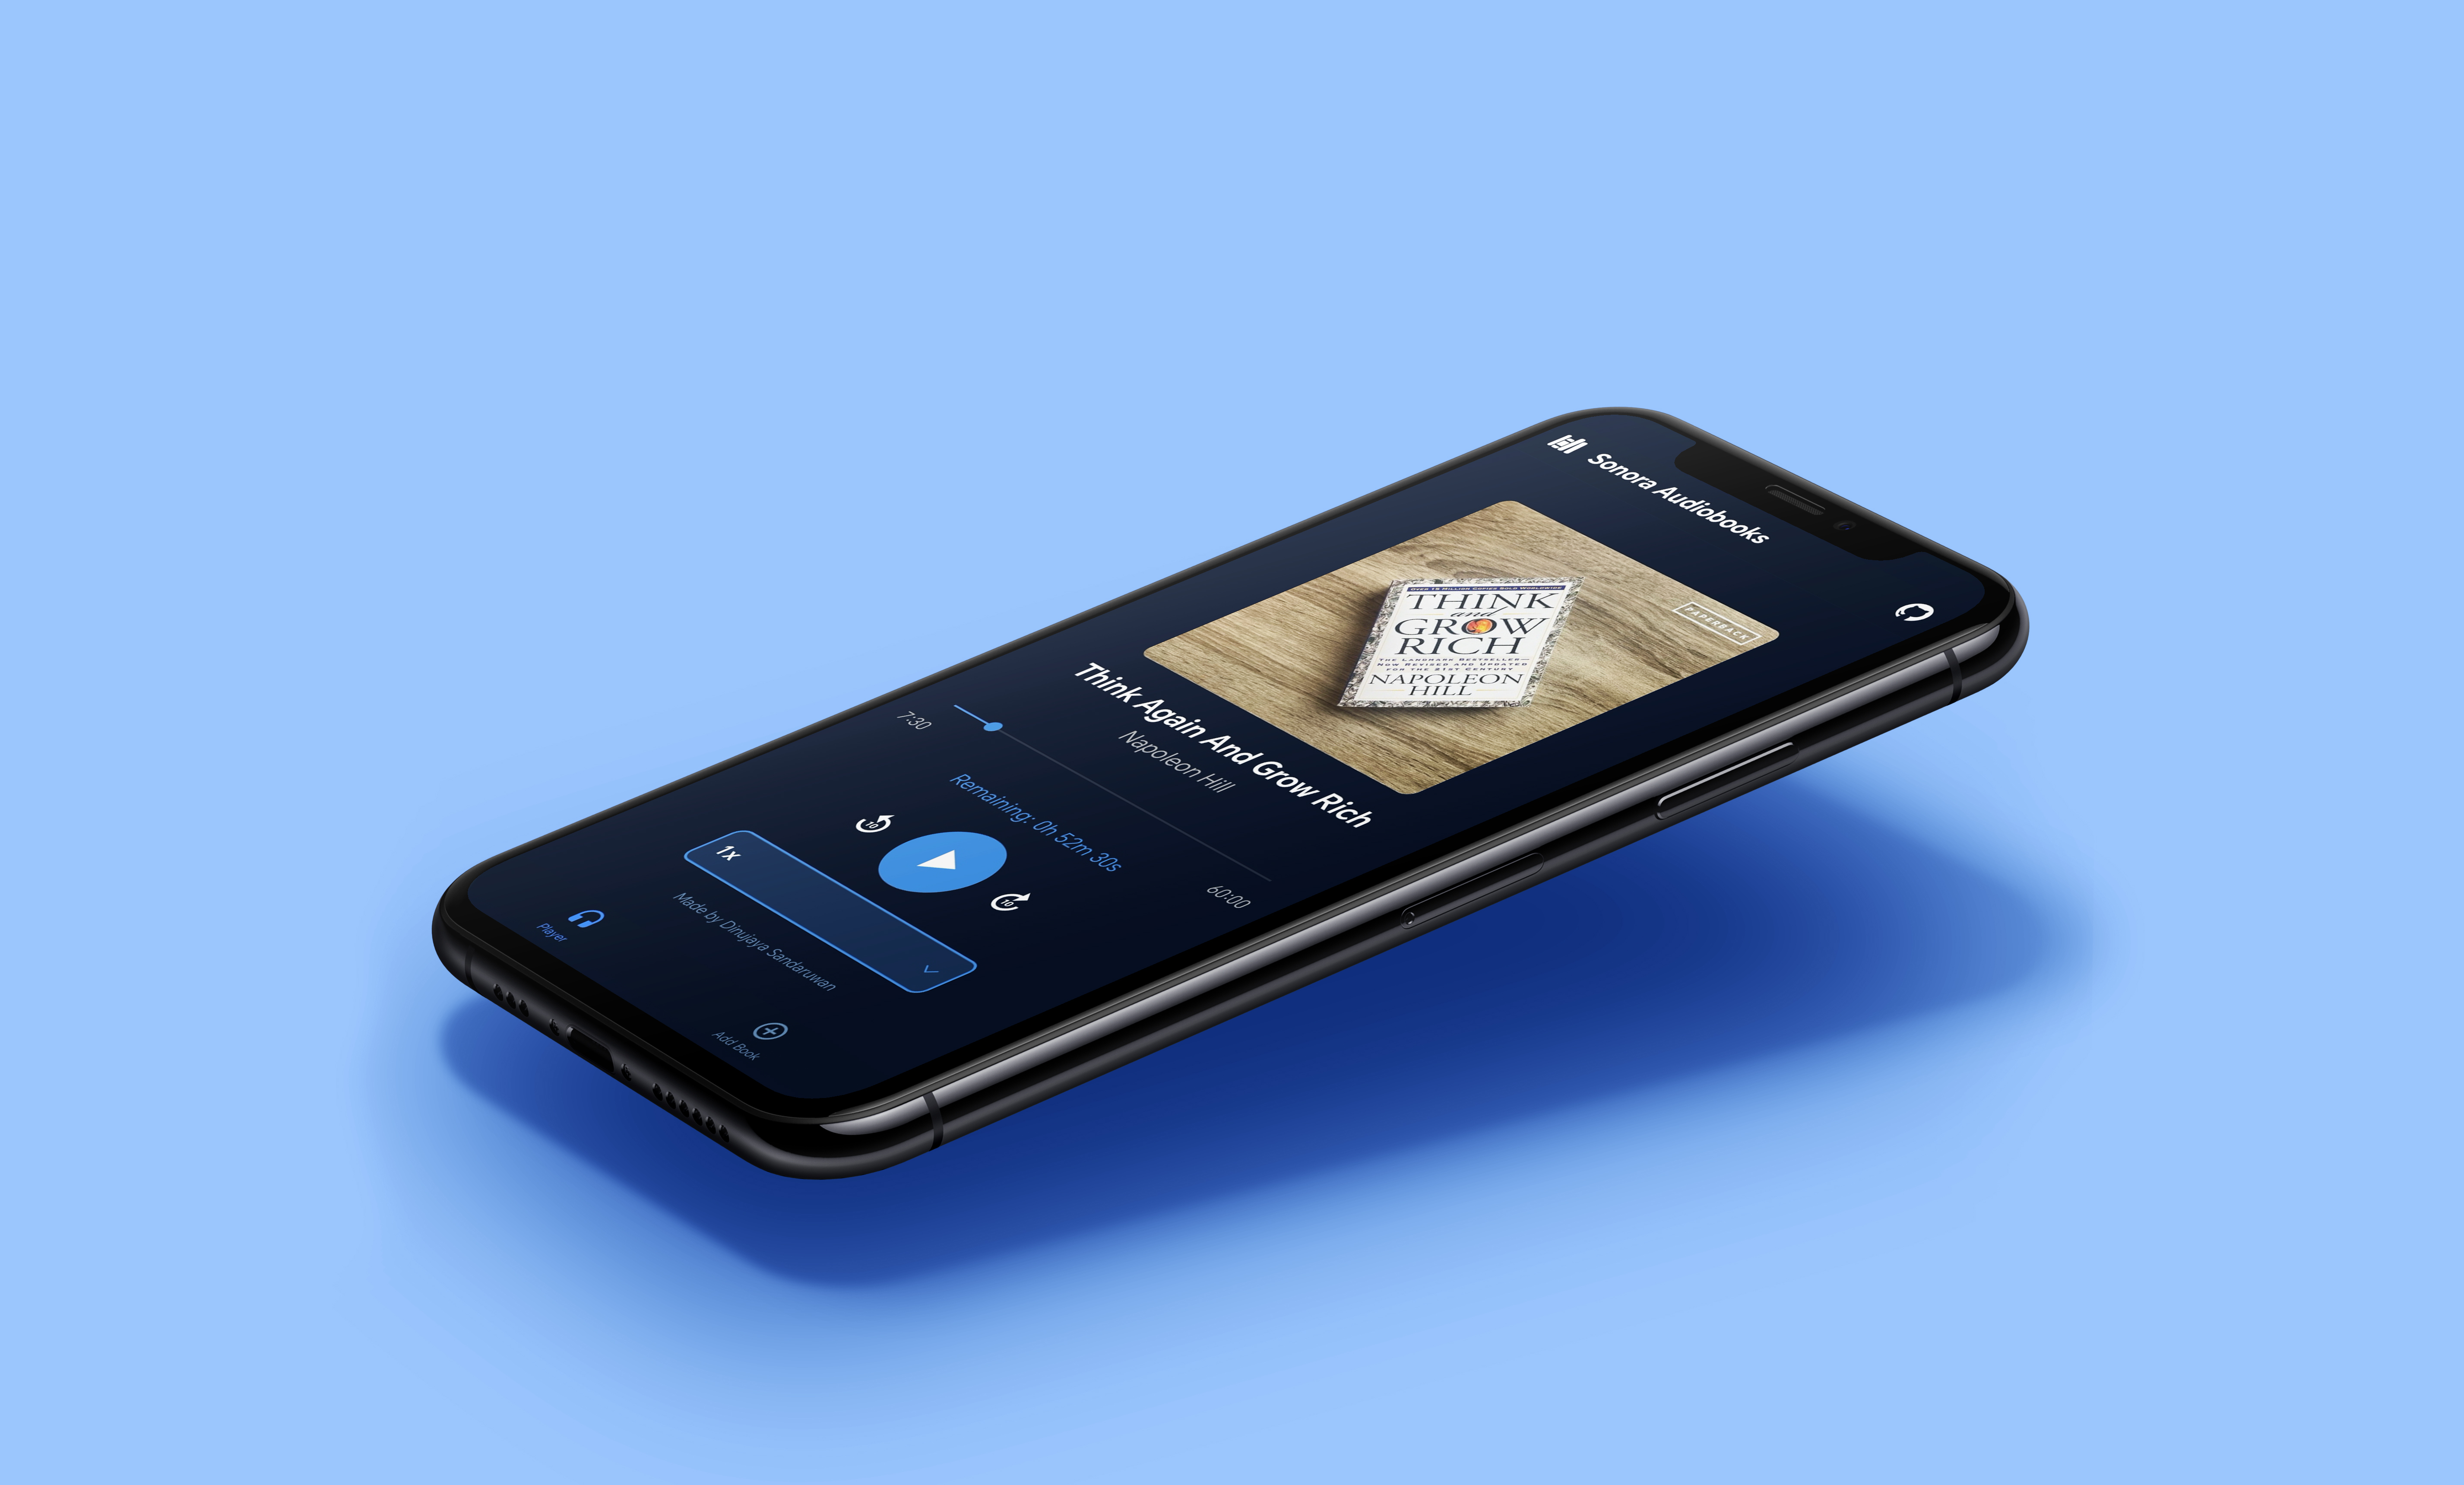 Sonora Audiobooks
PAPERBACK
OVER 15 MILLION COPIES SOLD WORLDWIDE
THINK
and
GROW
RICH
THE LANDMARK BESTSELLER—
NOW REVISED AND UPDATED
FOR THE 21ST CENTURY
NAPOLEON
HILL
Think Again And Grow Rich
Napoleon Hill
7:30
60:00
Remaining: 0h 52m 30s
10
10
1x
Made by Dinujaya Sandaruwan
Player
Add Book